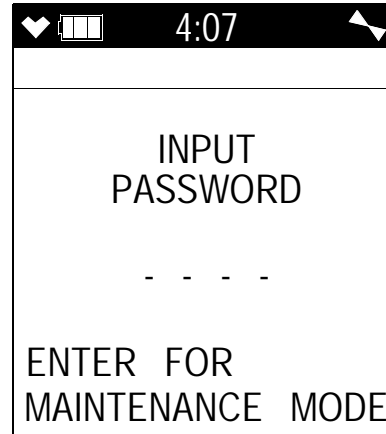 4:07
INPUT
PASSWORD
- - - -
ENTER FOR
MAINTENANCE MODE